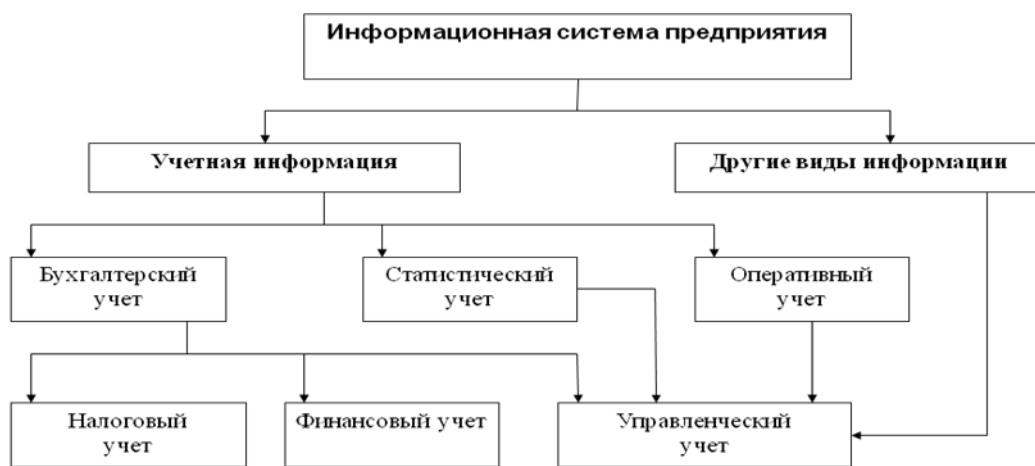 Информационная система предприятия
Учетная информация
Другие виды информации
Бухгалтерский
учет
Статистический
учет
Оперативный
учет
Налоговый
учет
Финансовый учет
Управленческий
учет